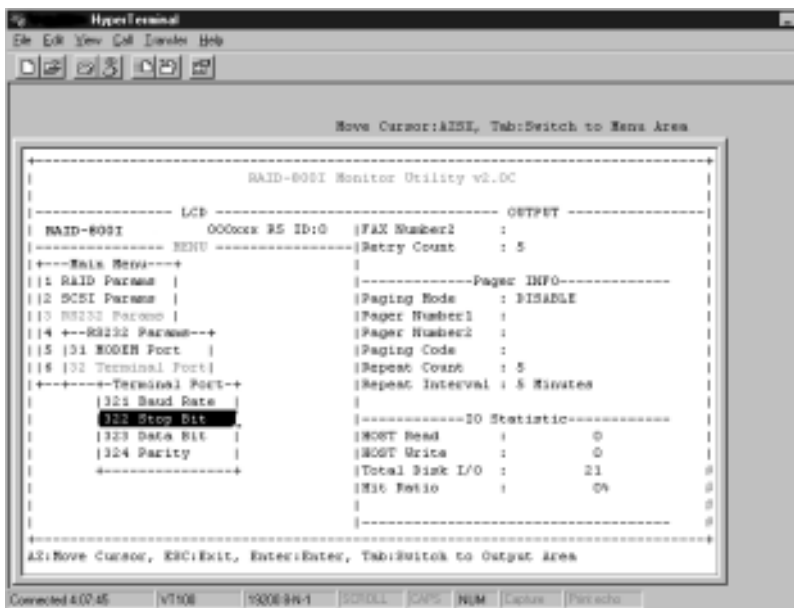 HyperTerminal
File Edit View Call Transfer Help
Move Cursor:AZSX, Tab:Switch to Menu Area
RAID-800I Monitor Utility v2.0C
LCD
OUTPUT
RAID-800I 000xxx R5 ID:0 |FAX Number2 :
MENU |Retry Count : 5
+---Main Menu----+
||1 RAID Params | |---Pager INFO---
||2 SCSI Params | |Paging Mode : DISABLE
||3 RS232 Params | |Pager Number1 :
||4 +--RS232 Params--+ |Pager Number2 :
||5 |31 MODEM Port | |Paging Code :
||6 |32 Terminal Port| |Repeat Count : 5
+--+----+-Terminal Port-+ |Repeat Interval : 5 Minutes
|321 Baud Rate |
322 Stop Bit |---IO Statistic---
|323 Data Bit | |HOST Read : 0
|324 Parity | |HOST Write : 0
|Total Disk I/O : 21
|Hit Ratio : 0%
AZ:Move Cursor, ESC:Exit, Enter:Enter, Tab:Switch to Output Area
Connected 4:07:45 VT100 19200 8-N-1 SCROLL CAPS NUM Capture Print echo